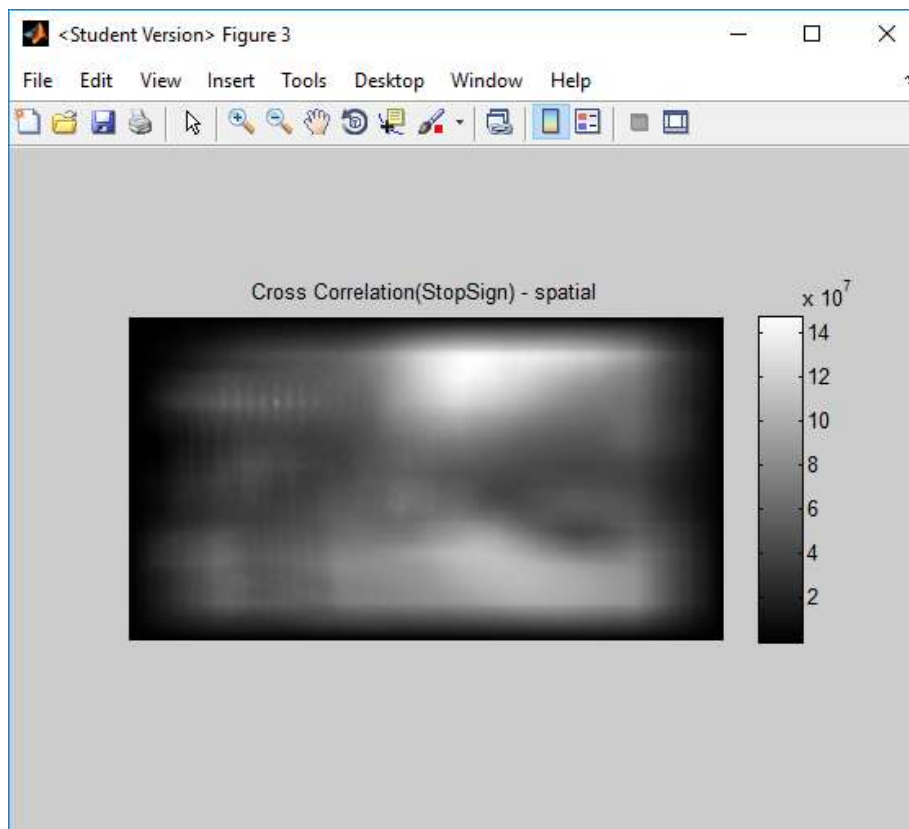 <Student Version> Figure 3
File Edit View Insert Tools Desktop Window Help
Cross Correlation(StopSign) - spatial
x 10^7
14
12
10
8
6
4
2